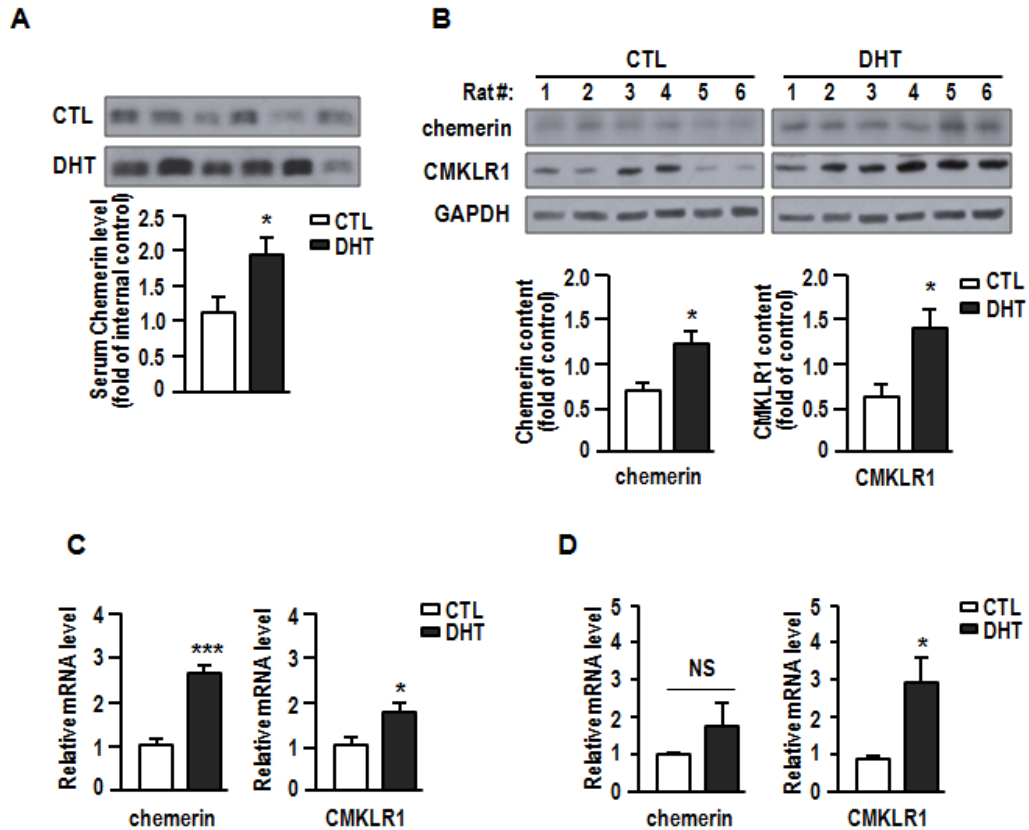 A
CTL
DHT
2.5
2.0
1.5
1.0
0.5
0
Serum Chemerin level
(fold of internal control)
*
CTL
DHT
B
CTL DHT
Rat #: 1 2 3 4 5 6 1 2 3 4 5 6
chemerin
CMKLR1
GAPDH
2.0
1.5
1.0
0.5
0
Chemerin content
(fold of control)
*
chemerin
2.0
1.5
1.0
0.5
0
CMKLR1 content
(fold of control)
*
CMKLR1
CTL
DHT
C
4
3
2
1
0
Relative mRNA level
***
chemerin
4
3
2
1
0
Relative mRNA level
*
CMKLR1
CTL
DHT
D
5
4
3
2
1
0
Relative mRNA level
NS
chemerin
5
4
3
2
1
0
Relative mRNA level
*
CMKLR1
CTL
DHT